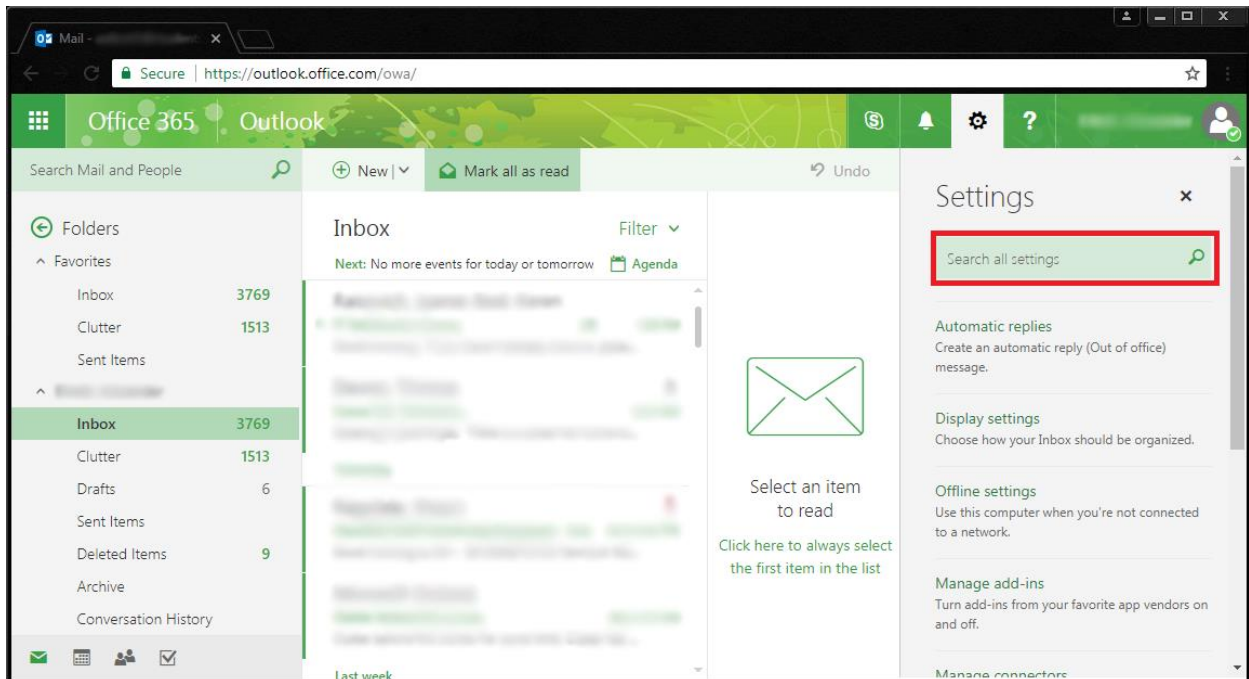 Mail -
Secure | https://outlook.office.com/owa/
Office 365 Outlook
Search Mail and People
New
Mark all as read
Undo
Folders
Favorites
Inbox 3769
Clutter 1513
Sent Items
Inbox 3769
Clutter 1513
Drafts 6
Sent Items
Deleted Items 9
Archive
Conversation History
Inbox Filter
Next: No more events for today or tomorrow Agenda
Last week
Select an item
to read
Click here to always select
the first item in the list
Settings
Search all settings
Automatic replies
Create an automatic reply (Out of office)
message.
Display settings
Choose how your Inbox should be organized.
Offline settings
Use this computer when you're not connected
to a network.
Manage add-ins
Turn add-ins from your favorite app vendors on
and off.
Manage connectors